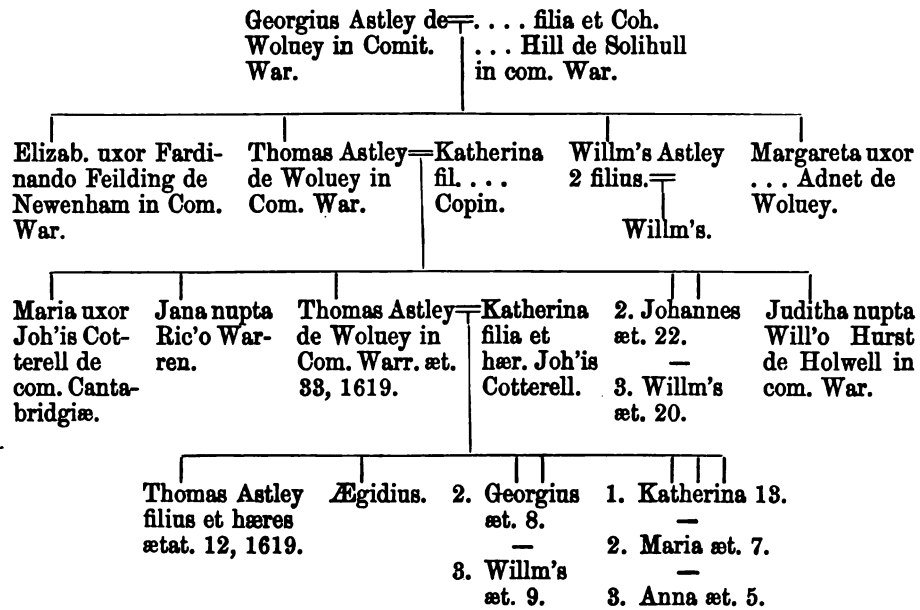 Georgius Astley de
Woluey in Comit.
War.
. . . . filia et Coh.
. . . Hill de Solihull
in com. War.
Elizab. uxor Fardi-
nando Feilding de
Newenham in Com.
War.
Thomas Astley
de Woluey in
Com. War.
Katherina
fil. . . .
Copin.
Willm's Astley
2 filius.
Willm's.
Margareta uxor
. . . Adnet de
Woluey.
Maria uxor
Joh'is Cot-
terell de
com. Canta-
bridgiæ.
Jana nupta
Ric'o War-
ren.
Thomas Astley
de Woluey in
Com. Warr. æt.
33, 1619.
Katherina
filia et
hær. Joh'is
Cotterell.
2. Johannes
æt. 22.
—
3. Willm's
æt. 20.
Juditha nupta
Will'o Hurst
de Holwell in
com. War.
Thomas Astley
filius et hæres
ætat. 12, 1619.
Ægidius.
2. Georgius
æt. 8.
—
3. Willm's
æt. 9.
1. Katherina 13.
—
2. Maria æt. 7.
—
3. Anna æt. 5.